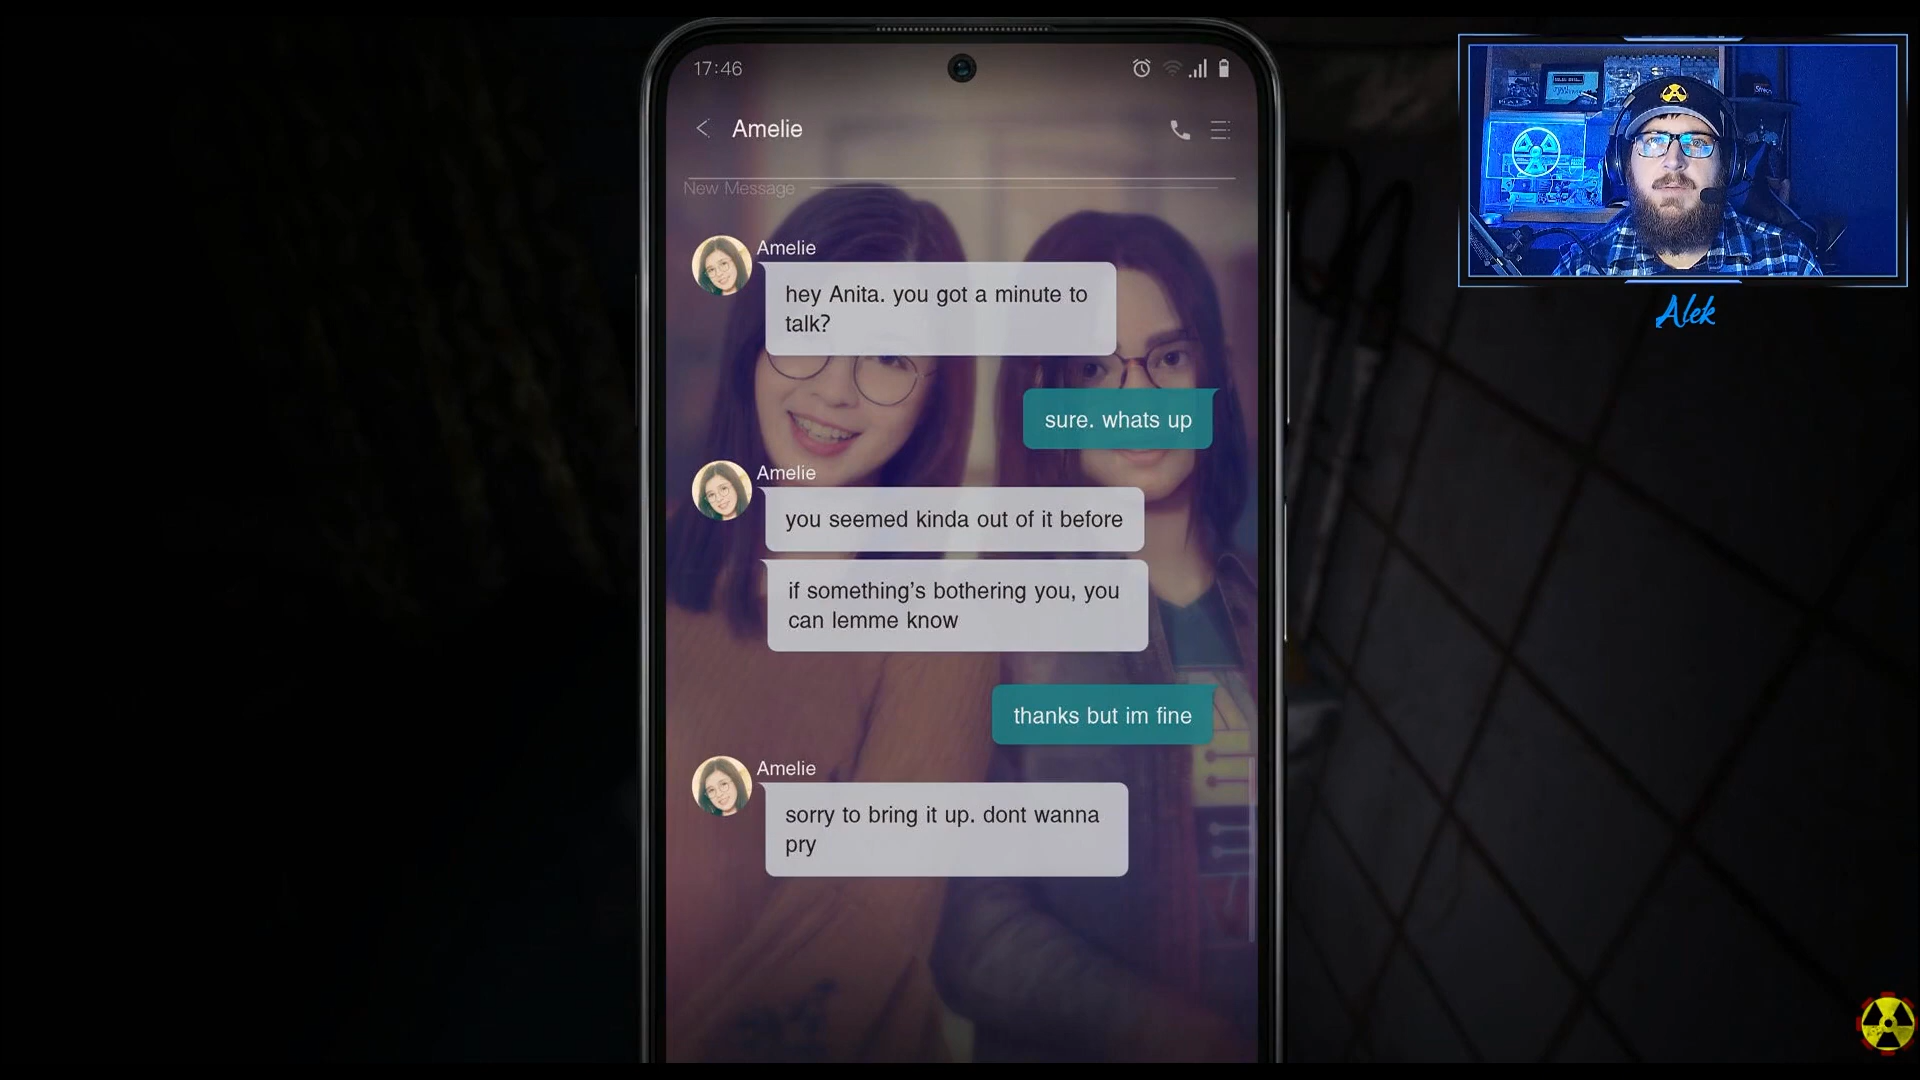 17:46
Amelie
New Message
Amelie
hey Anita. you got a minute to
talk?
sure. whats up
Amelie
you seemed kinda out of it before
if something's bothering you, you
can lemme know
thanks but im fine
Amelie
sorry to bring it up. dont wanna
pry
Alek